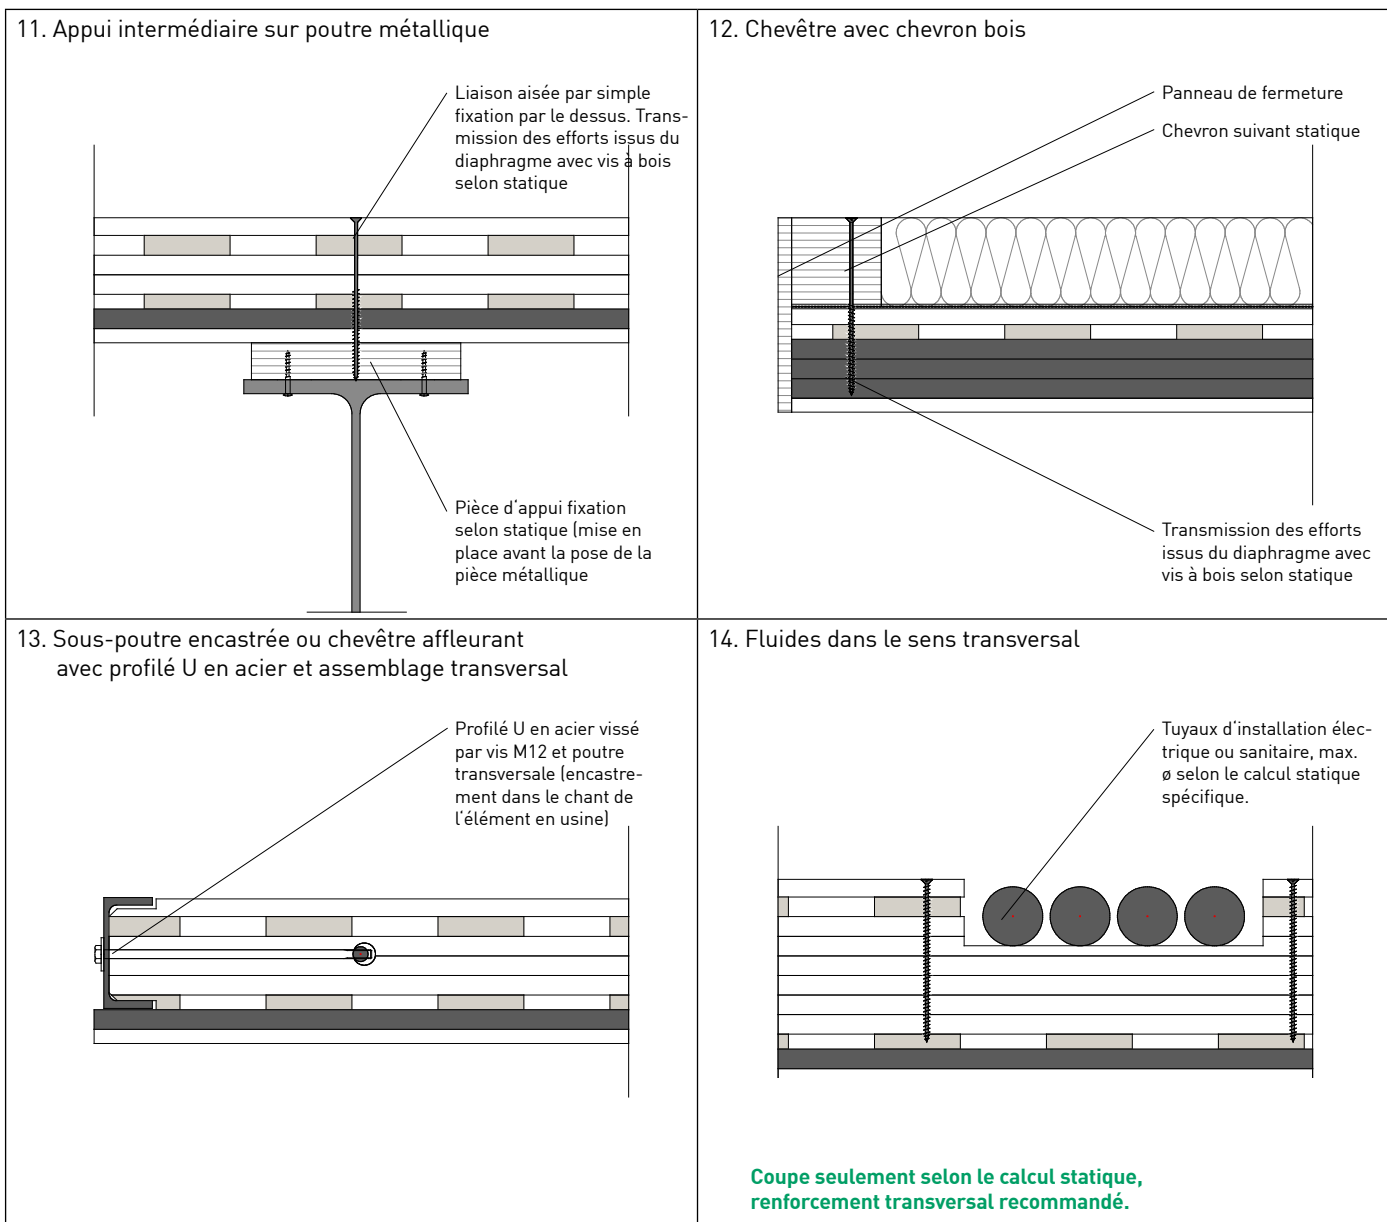 11. Appui intermédiaire sur poutre métallique
Liaison aisée par simple
fixation par le dessus. Trans-
mission des efforts issus du
diaphragme avec vis à bois
selon statique
Pièce d'appui fixation
selon statique (mise en
place avant la pose de la
pièce métallique
12. Chevêtre avec chevron bois
Panneau de fermeture
Chevron suivant statique
Transmission des efforts
issus du diaphragme avec
vis à bois selon statique
13. Sous-poutre encastrée ou chevêtre affleurant
avec profilé U en acier et assemblage transversal
Profilé U en acier vissé
par vis M12 et poutre
transversale (encastre-
ment dans le chant de
l'élément en usine)
14. Fluides dans le sens transversal
Tuyaux d'installation élec-
trique ou sanitaire, max.
ø selon le calcul statique
spécifique.
Coupe seulement selon le calcul statique,
renforcement transversal recommandé.